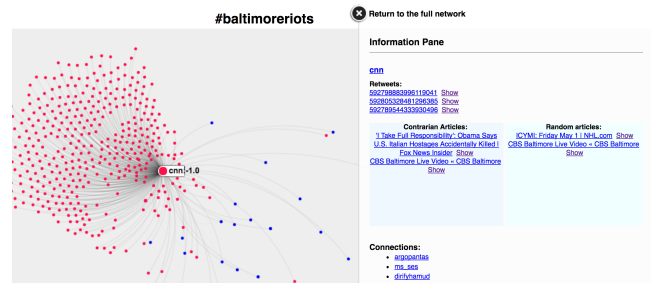 #baltimoreriots
Return to the full network
cnn:-1.0
Information Pane
cnn
Retweets:
592798883996119041 Show
592805328481296385 Show
592789544333930496 Show
Contrarian Articles:
'I Take Full Responsibility': Obama Says
U.S. Italian Hostages Accidentally Killed |
Fox News Insider Show
CBS Baltimore Live Video « CBS Baltimore
Show
Random articles:
ICYMI: Friday May 1 | NHL.com Show
CBS Baltimore Live Video « CBS Baltimore
Show
Connections:
argopantas
ms_ses
dirifyhamud